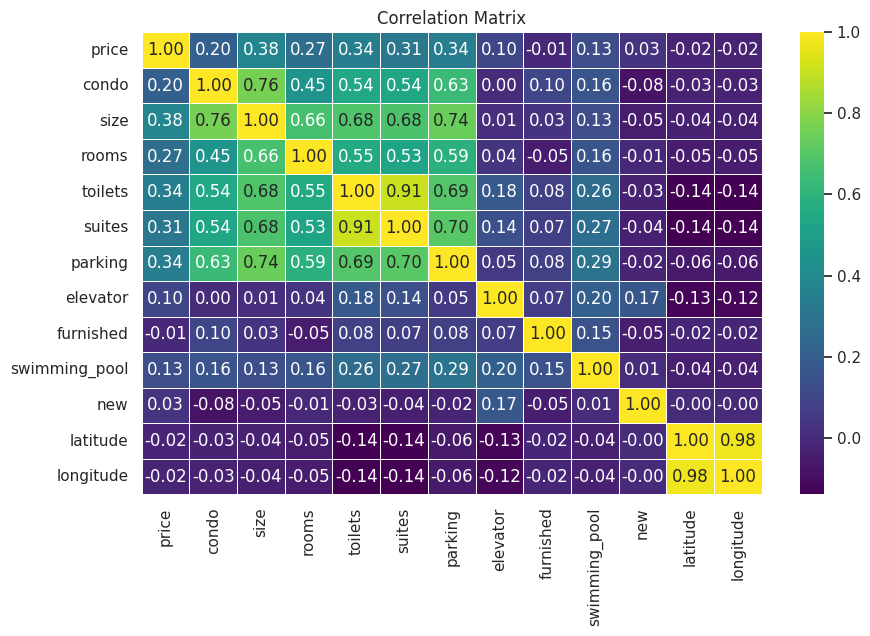 Correlation Matrix
price 1.00 0.20 0.38 0.27 0.34 0.31 0.34 0.10 -0.01 0.13 0.03 -0.02 -0.02
condo 0.20 1.00 0.76 0.45 0.54 0.54 0.63 0.00 0.10 0.16 -0.08 -0.03 -0.03
size 0.38 0.76 1.00 0.66 0.68 0.68 0.74 0.01 0.03 0.13 -0.05 -0.04 -0.04
rooms 0.27 0.45 0.66 1.00 0.55 0.53 0.59 0.04 -0.05 0.16 -0.01 -0.05 -0.05
toilets 0.34 0.54 0.68 0.55 1.00 0.91 0.69 0.18 0.08 0.26 -0.03 -0.14 -0.14
suites 0.31 0.54 0.68 0.53 0.91 1.00 0.70 0.14 0.07 0.27 -0.04 -0.14 -0.14
parking 0.34 0.63 0.74 0.59 0.69 0.70 1.00 0.05 0.08 0.29 -0.02 -0.06 -0.06
elevator 0.10 0.00 0.01 0.04 0.18 0.14 0.05 1.00 0.07 0.20 0.17 -0.13 -0.12
furnished -0.01 0.10 0.03 -0.05 0.08 0.07 0.08 0.07 1.00 0.15 -0.05 -0.02 -0.02
swimming_pool 0.13 0.16 0.13 0.16 0.26 0.27 0.29 0.20 0.15 1.00 0.01 -0.04 -0.04
new 0.03 -0.08 -0.05 -0.01 -0.03 -0.04 -0.02 0.17 -0.05 0.01 1.00 -0.00 -0.00
latitude -0.02 -0.03 -0.04 -0.05 -0.14 -0.14 -0.06 -0.13 -0.02 -0.04 -0.00 1.00 0.98
longitude -0.02 -0.03 -0.04 -0.05 -0.14 -0.14 -0.06 -0.12 -0.02 -0.04 -0.00 0.98 1.00
price condo size rooms toilets suites parking elevator furnished swimming_pool new latitude longitude
1.0
0.8
0.6
0.4
0.2
0.0